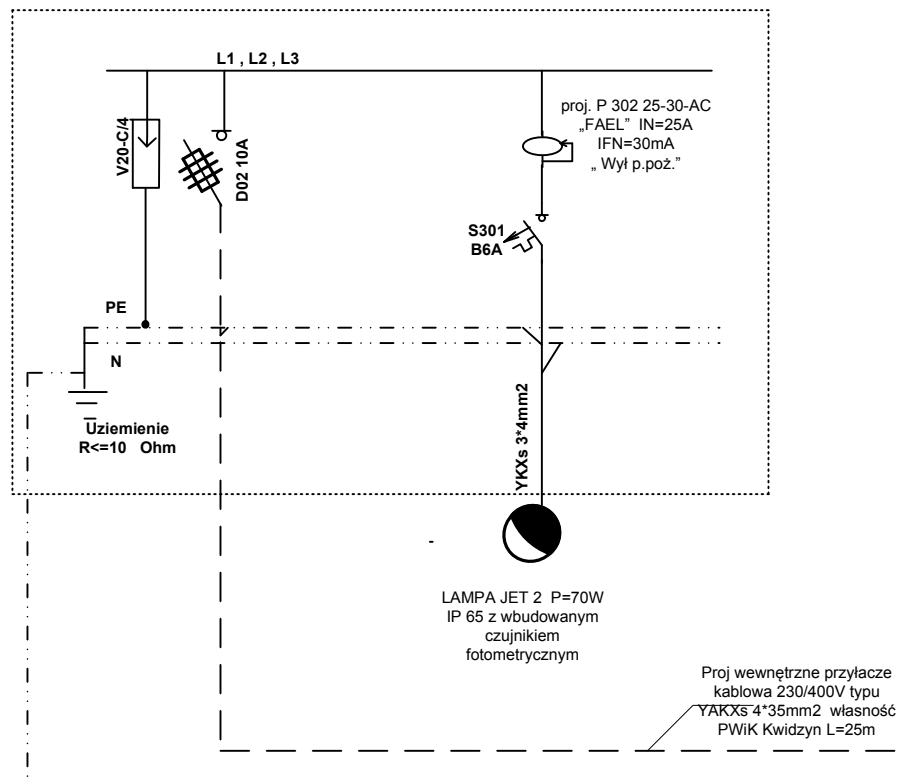 L1 , L2 , L3
V20-C/4
D02 10A
proj. P 302 25-30-AC
„FAEL” IN=25A
IFN=30mA
„ Wył p.poż.”
S301
B6A
PE
N
Uziemienie
R<=10 Ohm
YKXs 3*4mm2
LAMPA JET 2 P=70W
IP 65 z wbudowanym
czujnikiem
fotometrycznym
Proj wewnętrzne przyłacze
kablowa 230/400V typu
YAKXs 4*35mm2 własność
PWiK Kwidzyn L=25m